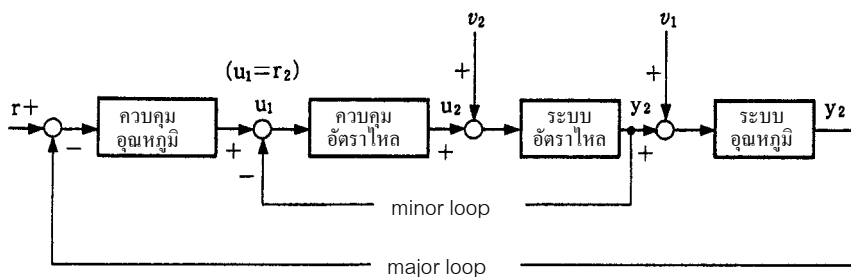 v₂
v₁
+
+
(u₁=r₂)
r+
−
ควบคุม
อุณหภูมิ
+
u₁
−
ควบคุม
อัตราไหล
u₂
+
ระบบ
อัตราไหล
y₂
+
ระบบ
อุณหภูมิ
y₂
minor loop
major loop